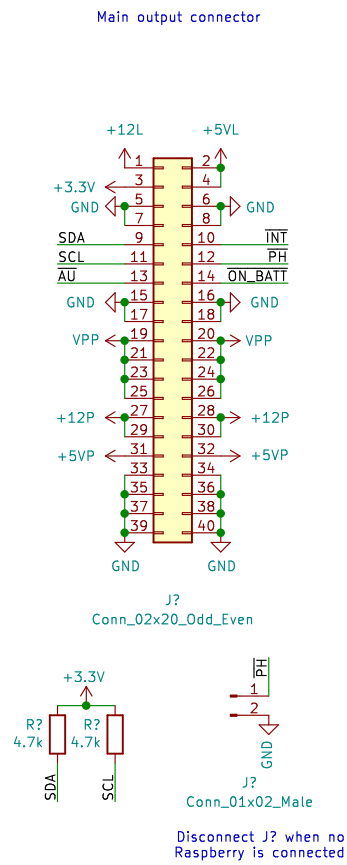 Main output connector
+12L +5VL
1 2
+3.3V 3 4
GND 5 6 GND
7 8
SDA 9 10 INT
SCL 11 12 PH
AU 13 14 ON_BATT
GND 15 16 GND
17 18
VPP 19 20 VPP
21 22
23 24
25 26
+12P 27 28 +12P
29 30
+5VP 31 32 +5VP
33 34
35 36
37 38
39 40
GND GND
J?
Conn_02x20_Odd_Even
+3.3V
R? R?
4.7k 4.7k
SDA SCL
PH
1
2
GND
J?
Conn_01x02_Male
Disconnect J? when no
Raspberry is connected